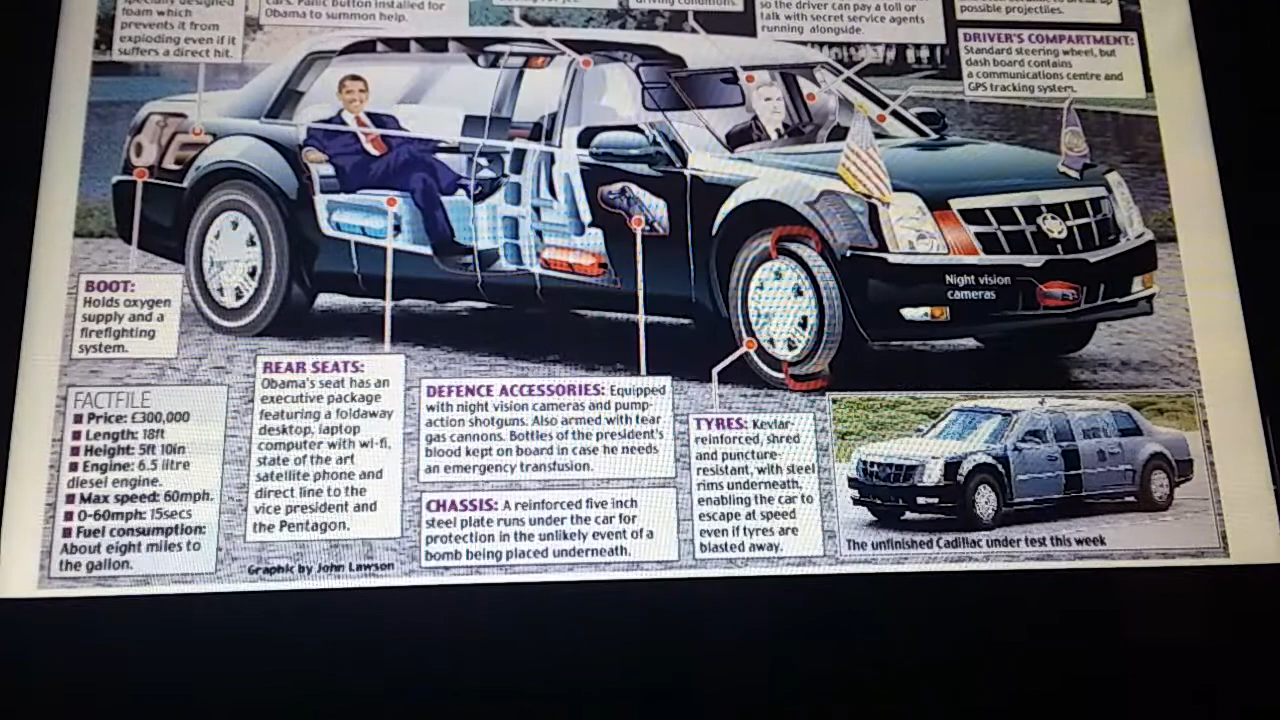 foam which
prevents it from
exploding even if it
suffers a direct hit.
cars. Panic button installed for
Obama to summon help.
driving conditions.
so the driver can pay a toll or
talk with secret service agents
running alongside.
possible projectiles.
DRIVER'S COMPARTMENT:
Standard steering wheel, but
dash board contains
a communications centre and
GPS tracking system.
Night vision
cameras
BOOT:
Holds oxygen
supply and a
firefighting
system.
FACTFILE
Price: £300,000
Length: 18ft
Height: 5ft 10in
Engine: 6.5 litre
diesel engine.
Max speed: 60mph.
0-60mph: 15secs
Fuel consumption:
About eight miles to
the gallon.
REAR SEATS:
Obama's seat has an
executive package
featuring a foldaway
desktop, laptop
computer with wi-fi,
state of the art
satellite phone and
direct line to the
vice president and
the Pentagon.
Graphic by John Lawson
DEFENCE ACCESSORIES: Equipped
with night vision cameras and pump-
action shotguns. Also armed with tear
gas cannons. Bottles of the president's
blood kept on board in case he needs
an emergency transfusion.
CHASSIS: A reinforced five inch
steel plate runs under the car for
protection in the unlikely event of a
bomb being placed underneath.
TYRES: Kevlar-
reinforced, shred
and puncture-
resistant, with steel
rims underneath,
enabling the car to
escape at speed
even if tyres are
blasted away.
The unfinished Cadillac under test this week